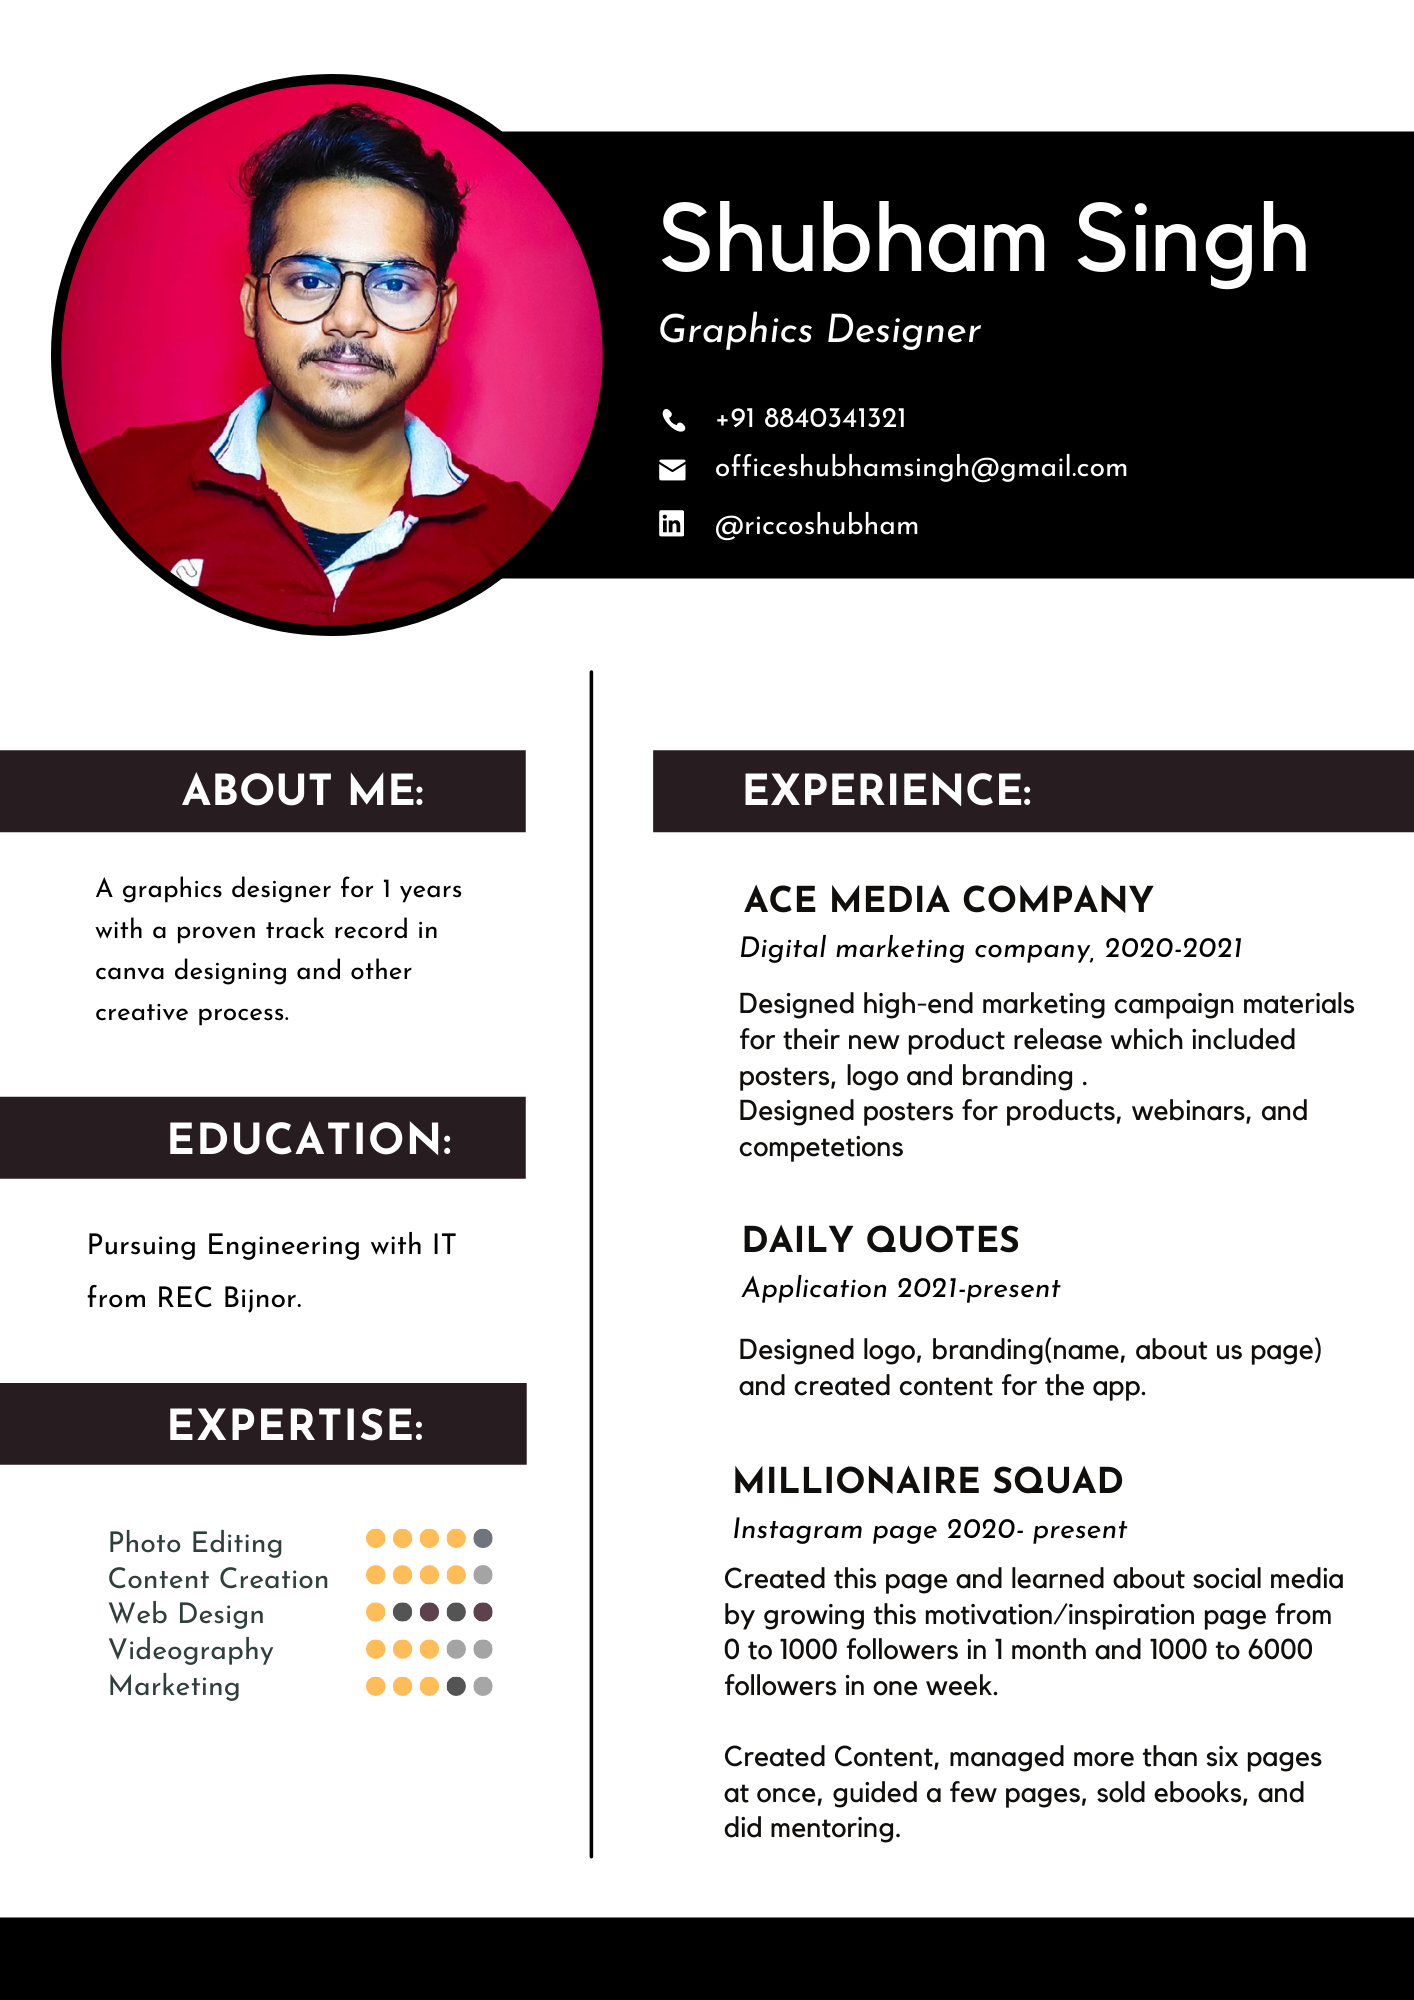 Shubham Singh
Graphics Designer
+91 8840341321
officeshubhamsingh@gmail.com
in
@riccoshubham
ABOUT ME:
A graphics designer for 1 years
with a proven track record in
canva designing and other
creative process.
EDUCATION:
Pursuing Engineering with IT
from REC Bijnor.
EXPERTISE:
Photo Editing
Content Creation
Web Design
Videography
Marketing
EXPERIENCE:
ACE MEDIA COMPANY
Digital marketing company, 2020-2021
Designed high-end marketing campaign materials
for their new product release which included
posters, logo and branding .
Designed posters for products, webinars, and
competetions
DAILY QUOTES
Application 2021-present
Designed logo, branding(name, about us page)
and created content for the app.
MILLIONAIRE SQUAD
Instagram page 2020- present
Created this page and learned about social media
by growing this motivation/inspiration page from
0 to 1000 followers in 1 month and 1000 to 6000
followers in one week.
Created Content, managed more than six pages
at once, guided a few pages, sold ebooks, and
did mentoring.